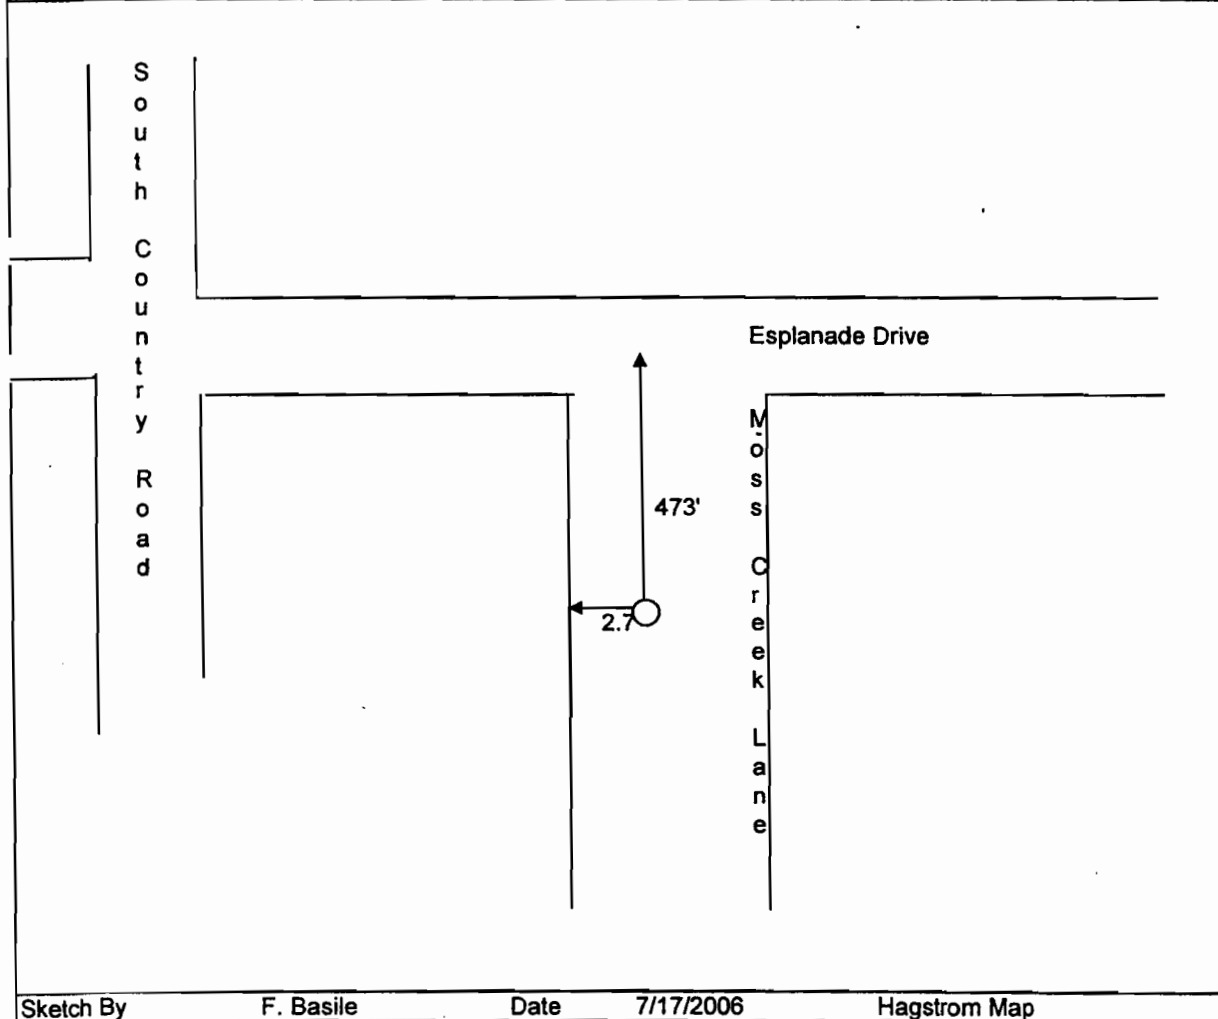 South Country Road
Esplanade Drive
Moss Creek Lane
473'
2.7
Sketch By F. Basile Date 7/17/2006 Hagstrom Map